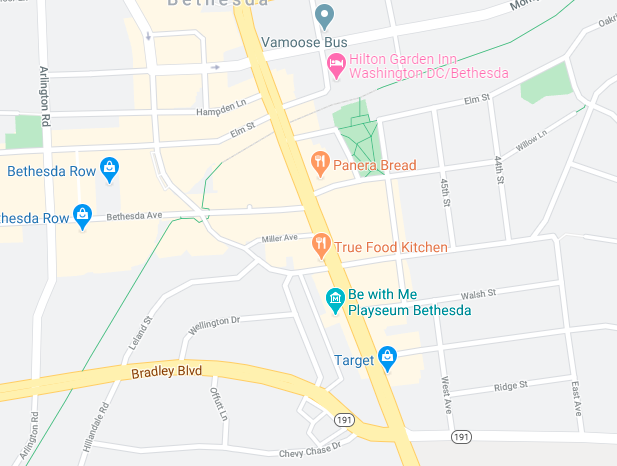 Bethesda
Mon
Oakri
Vamoose Bus
Hilton Garden Inn
Washington DC/Bethesda
Arlington Rd
Hampden Ln
Elm St
Elm St
Willow Ln
Panera Bread
Bethesda Row
45th St
44th St
hesda Row
Bethesda Ave
Miller Ave
True Food Kitchen
Be with Me
Playseum Bethesda
Walsh St
Leland St
Wellington Dr
Target
Bradley Blvd
Offutt Ln
West Ave
Ridge St
East Ave
Arlington Rd
Hillandale Rd
191
191
Chevy Chase Dr